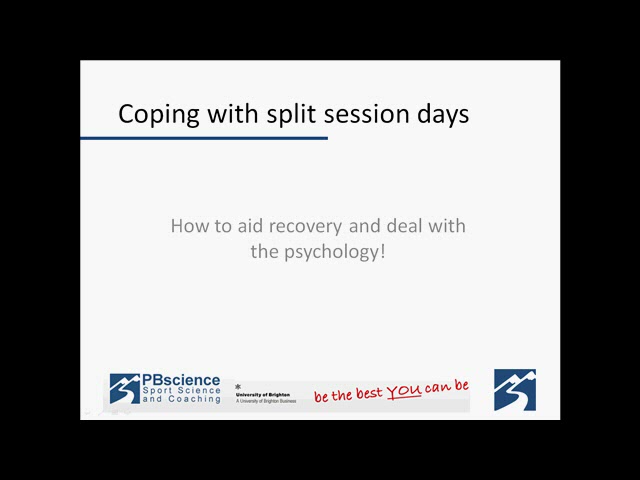 Coping with split session days
How to aid recovery and deal with
the psychology!
PBscience
Sport Science
and Coaching
University of Brighton
A University of Brighton Business
be the best YOU can be